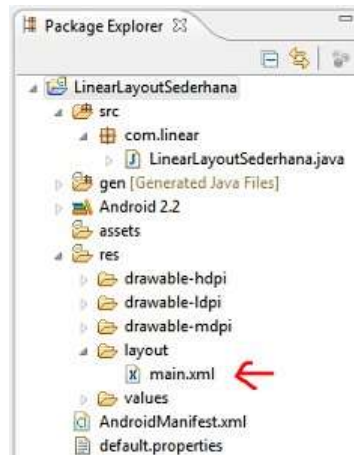 Package Explorer
LinearLayoutSederhana
src
com.linear
LinearLayoutSederhana.java
gen [Generated Java Files]
Android 2.2
assets
res
drawable-hdpi
drawable-ldpi
drawable-mdpi
layout
main.xml
values
AndroidManifest.xml
default.properties